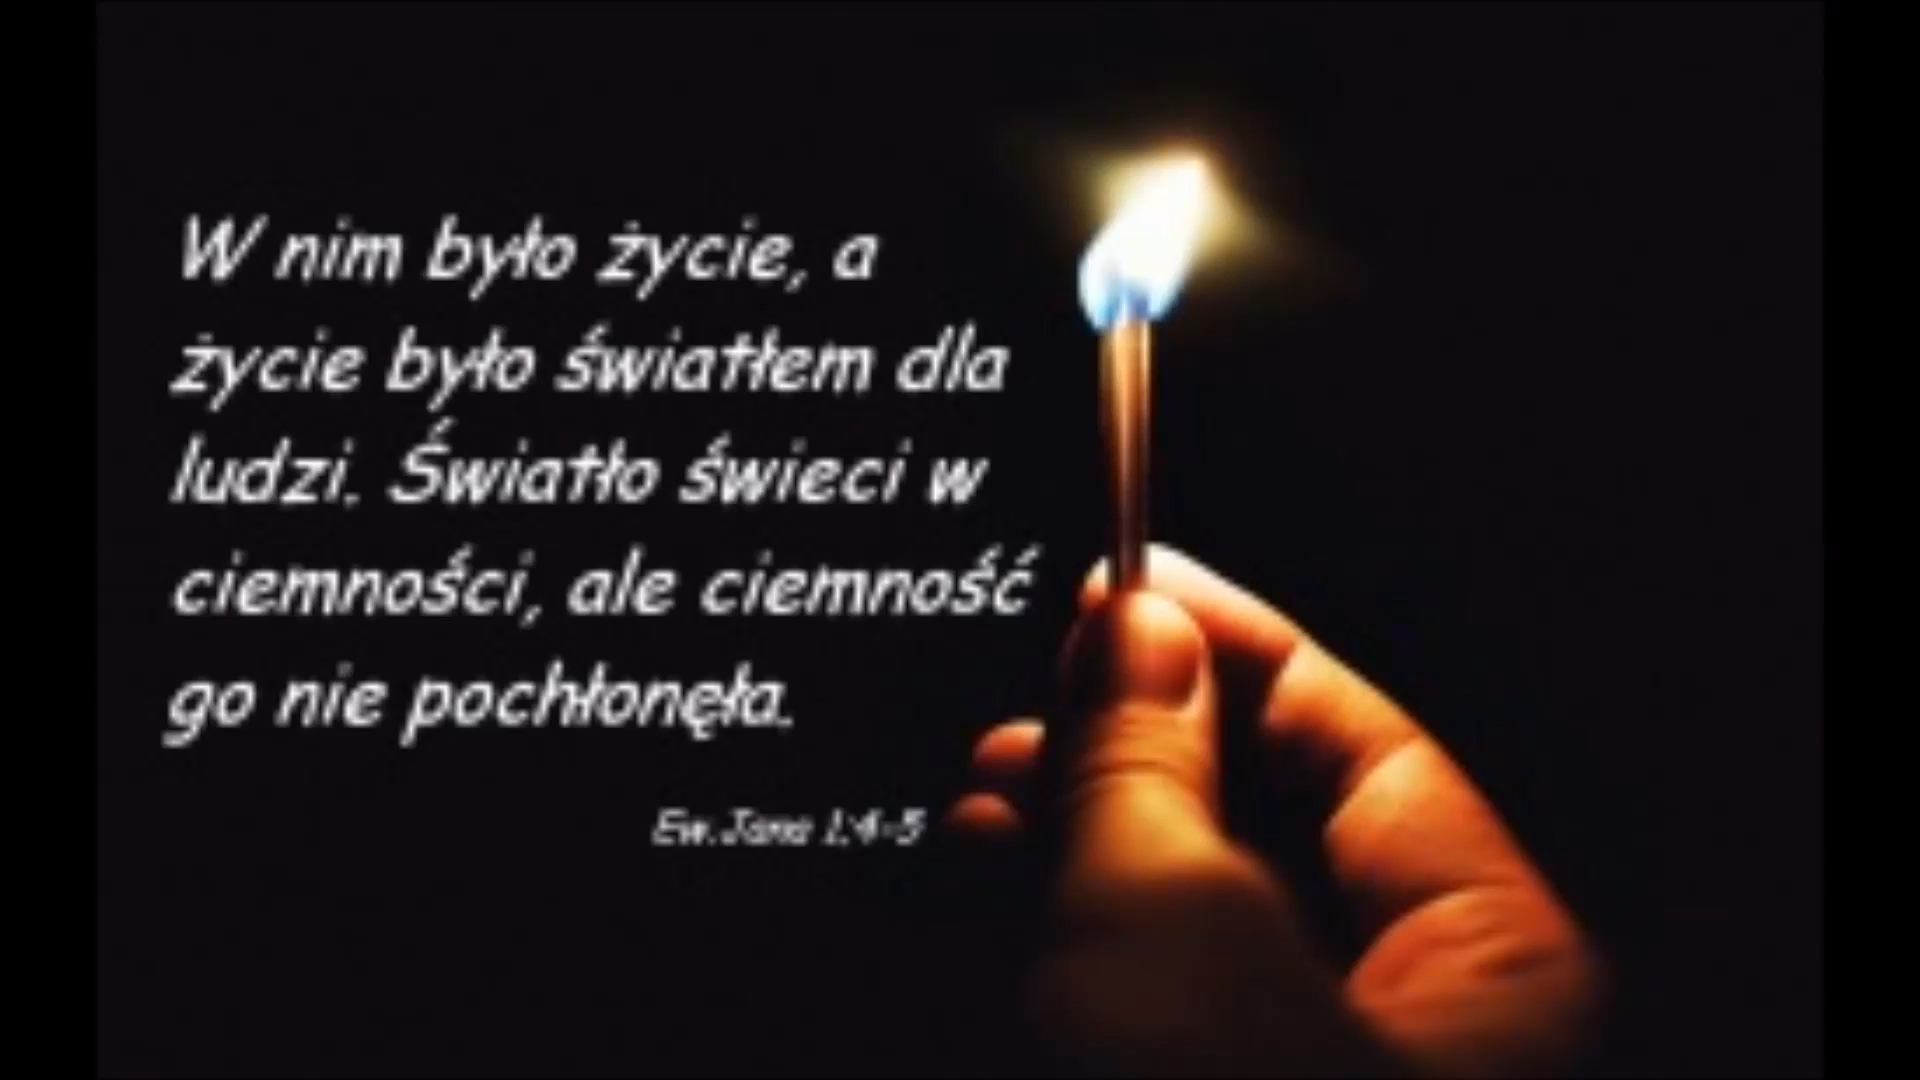 W nim było życie, a
życie było światłem dla
ludzi. Światło świeci w
ciemności, ale ciemność
go nie pochłonęła.
Ew.Jana 1:4-5